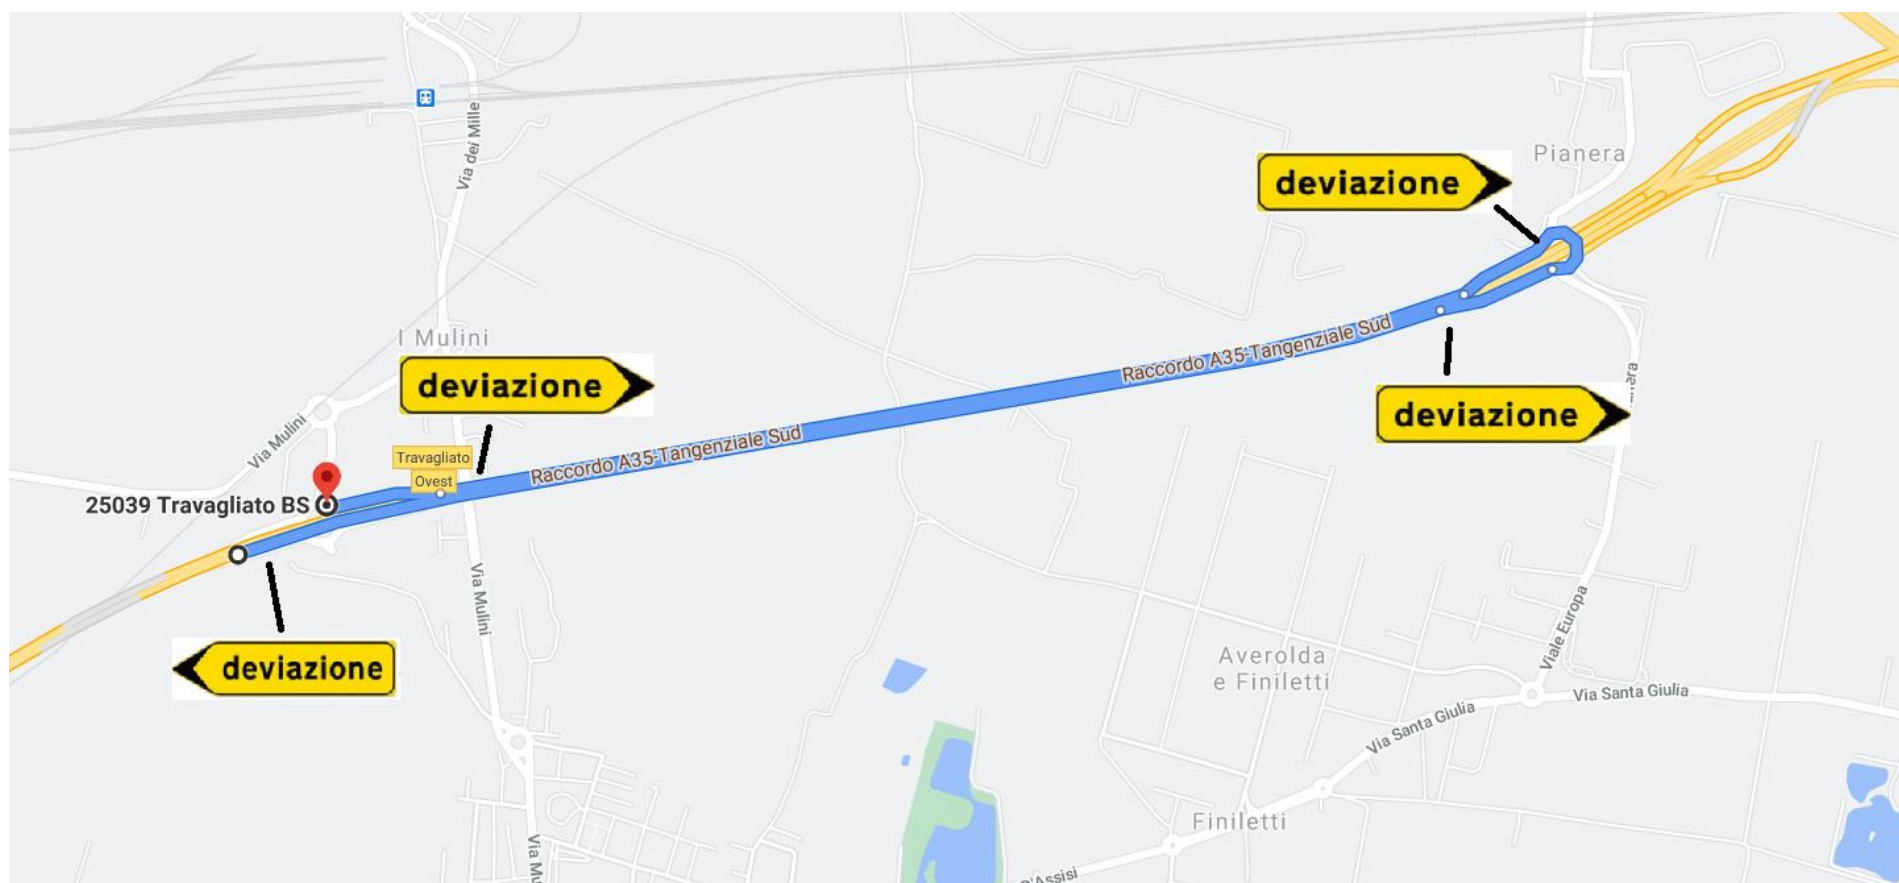 Via dei Mille
Pianera
deviazione
I Mulini
deviazione
Raccordo A35-Tangenziale Sud
deviazione
Via Mulini
Travagliato
Ovest
Raccordo A35-Tangenziale Sud
25039 Travagliato BS
Via Mulini
deviazione
Viale Europa
Averolda
e Finiletti
Via Santa Giulia
Via Santa Giulia
Finiletti
D'Assisi